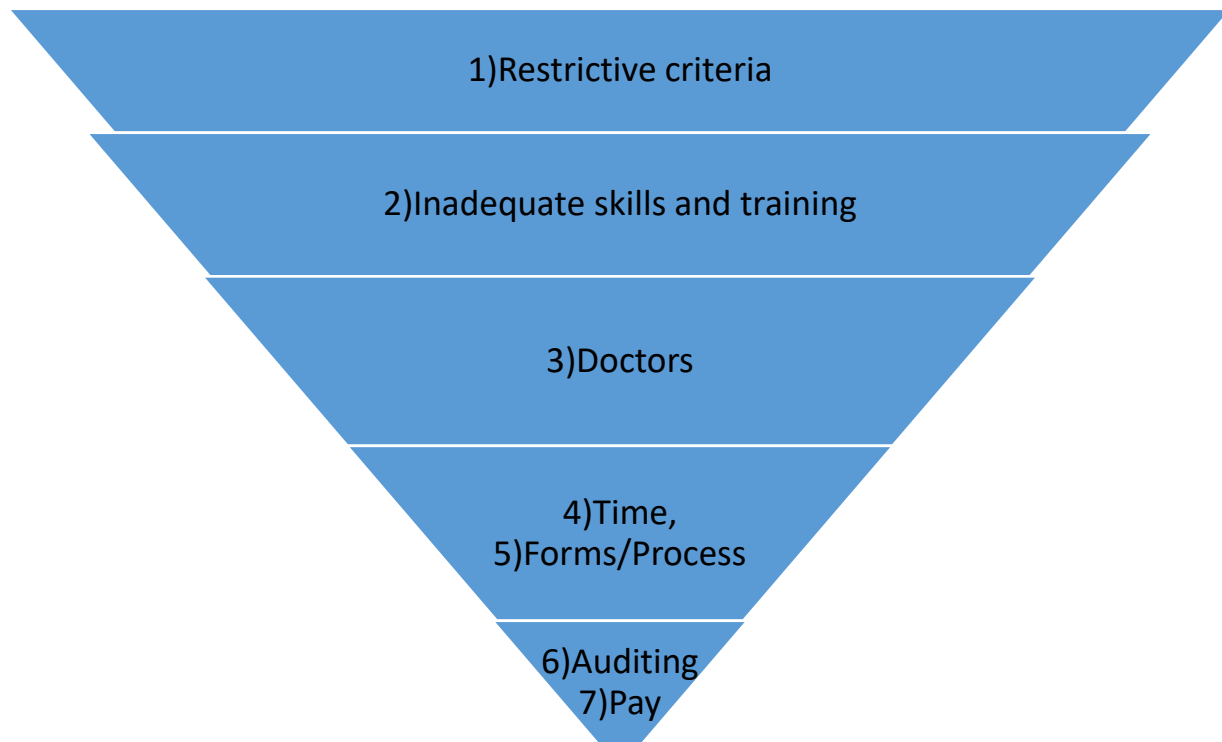 1)Restrictive criteria
2)Inadequate skills and training
3)Doctors
4)Time,
5)Forms/Process
6)Auditing
7)Pay